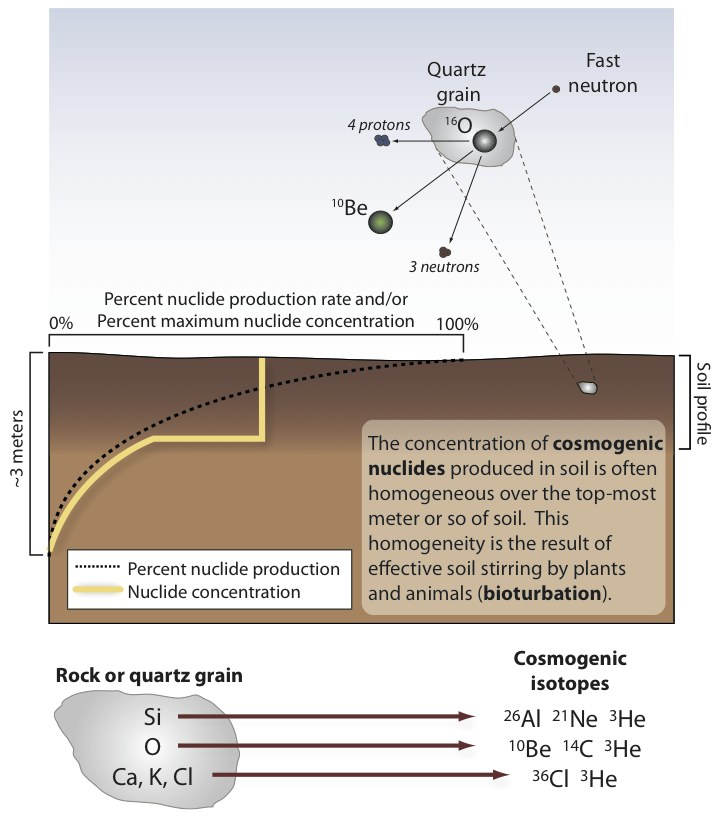 Fast
neutron
Quartz
grain
¹⁶O
4 protons
¹⁰Be
3 neutrons
Percent nuclide production rate and/or
Percent maximum nuclide concentration
0%
100%
~3 meters
Soil profile
The concentration of cosmogenic
nuclides produced in soil is often
homogeneous over the top-most
meter or so of soil. This
homogeneity is the result of
effective soil stirring by plants
and animals (bioturbation).
Percent nuclide production
Nuclide concentration
Rock or quartz grain
Cosmogenic
isotopes
Si
²⁶Al ²¹Ne ³He
O
¹⁰Be ¹⁴C ³He
Ca, K, Cl
³⁶Cl ³He